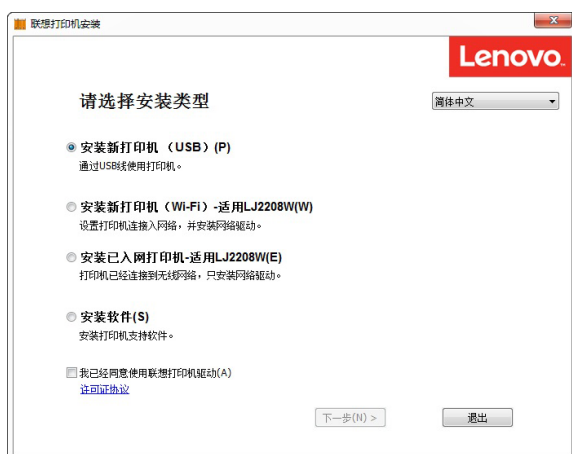 联想打印机安装
Lenovo
请选择安装类型
简体中文
安装新打印机 (USB) (P)
通过USB线使用打印机。
安装新打印机（Wi-Fi）-适用LJ2208W(W)
设置打印机连接入网络，并安装网络驱动。
安装已入网打印机-适用LJ2208W(E)
打印机已经连接到无线网络，只安装网络驱动。
安装软件(S)
安装打印机支持软件。
我已经同意使用联想打印机驱动(A)
许可证协议
下一步(N) >
退出